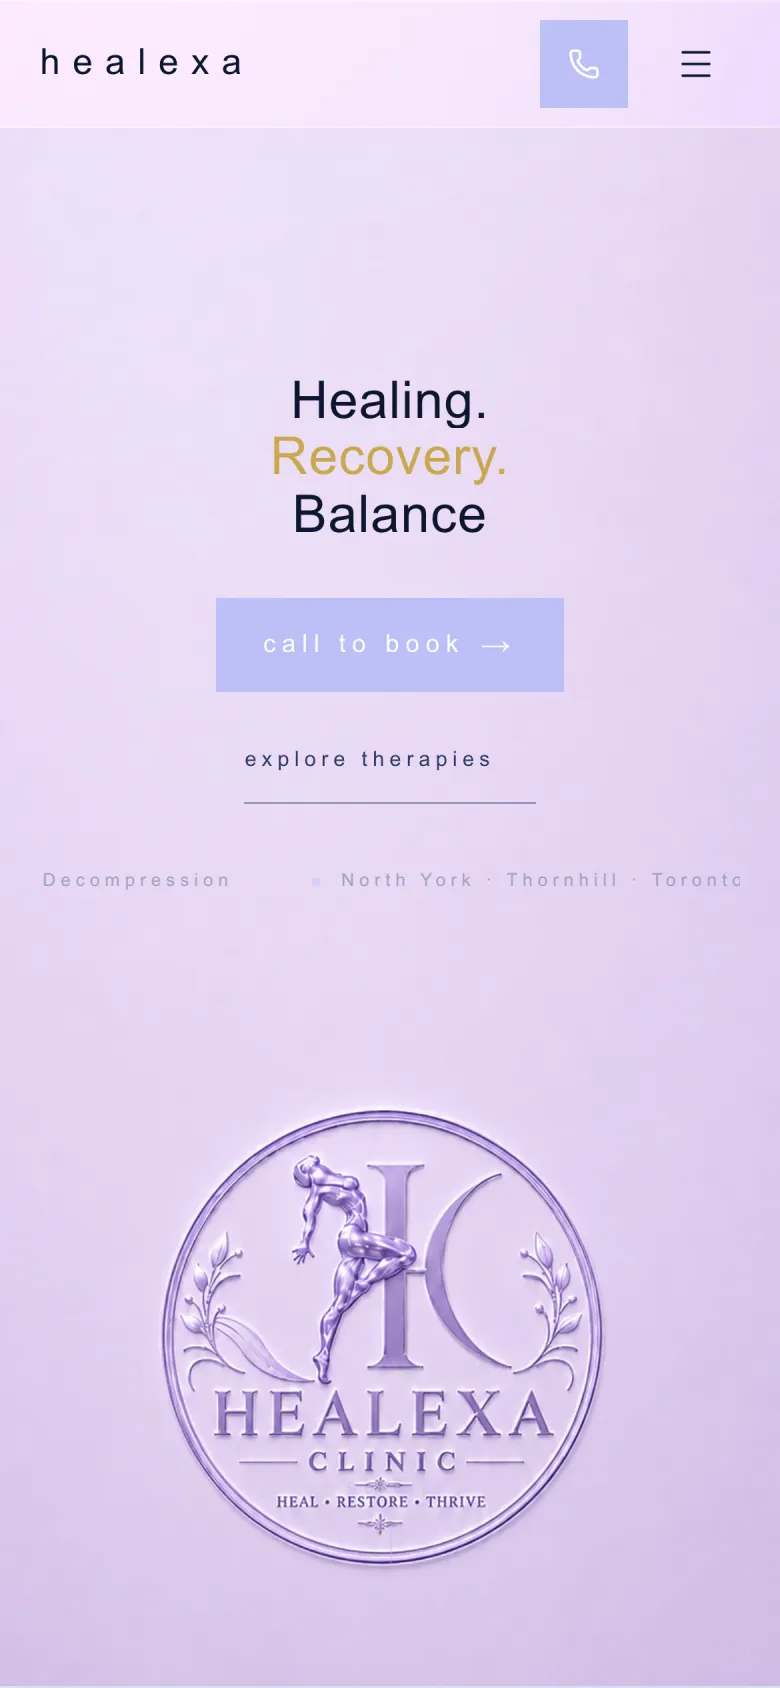 healexa
Healing.
Recovery.
Balance
call to book →
explore therapies
Decompression
North York · Thornhill · Toronto
HEALEXA
CLINIC
HEAL • RESTORE • THRIVE